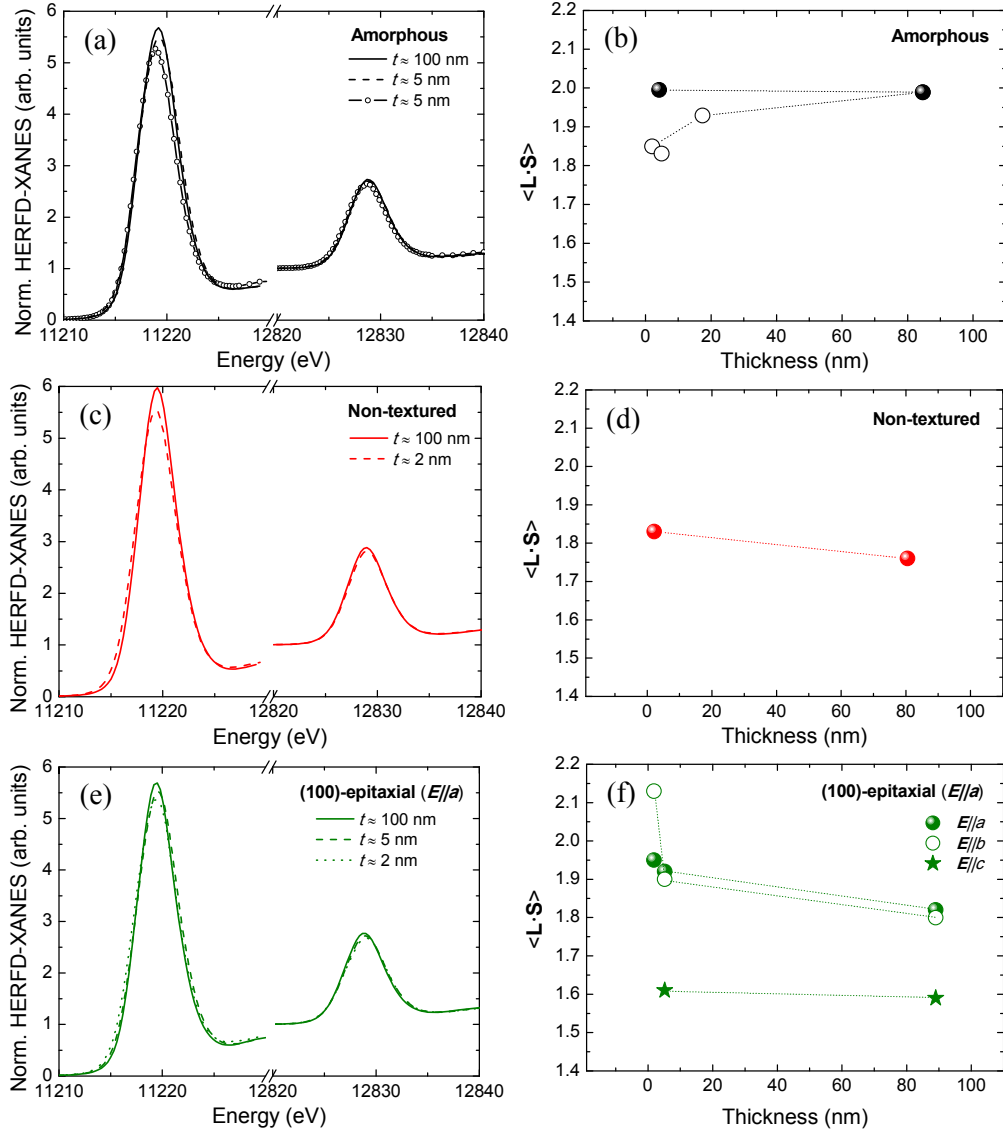 (a)
Amorphous
t ≈ 100 nm
t ≈ 5 nm
t ≈ 5 nm
Norm. HERFD-XANES (arb. units)
6
5
4
3
2
1
0
11210 11220 12820 12830 12840
Energy (eV)
(b)
Amorphous
<L·S>
2.2
2.1
2.0
1.9
1.8
1.7
1.6
1.5
1.4
0 20 40 60 80 100
Thickness (nm)
(c)
Non-textured
t ≈ 100 nm
t ≈ 2 nm
Norm. HERFD-XANES (arb. units)
6
5
4
3
2
1
0
11210 11220 12820 12830 12840
Energy (eV)
(d)
Non-textured
<L·S>
2.2
2.1
2.0
1.9
1.8
1.7
1.6
1.5
1.4
0 20 40 60 80 100
Thickness (nm)
(e)
(100)-epitaxial (E//a)
t ≈ 100 nm
t ≈ 5 nm
t ≈ 2 nm
Norm. HERFD-XANES (arb. units)
6
5
4
3
2
1
0
11210 11220 12820 12830 12840
Energy (eV)
(f)
(100)-epitaxial (E//a)
E//a
E//b
E//c
<L·S>
2.2
2.1
2.0
1.9
1.8
1.7
1.6
1.5
1.4
0 20 40 60 80 100
Thickness (nm)